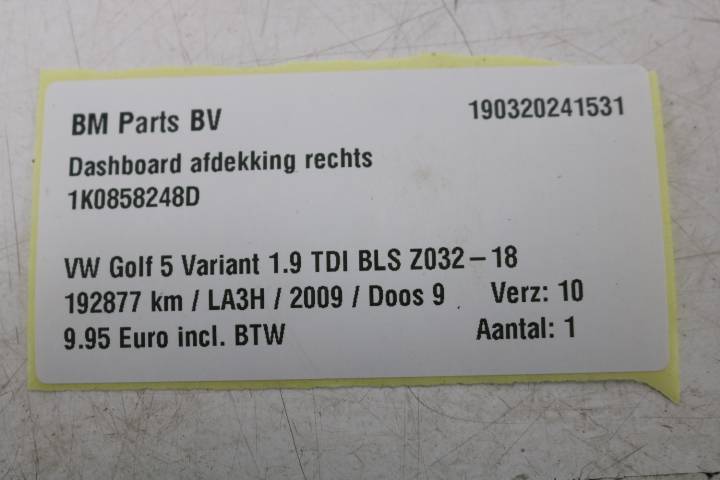 BM Parts BV 190320241531
Dashboard afdekking rechts
1K0858248D
VW Golf 5 Variant 1.9 TDI BLS Z032-18
192877 km / LA3H / 2009 / Doos 9 Verz: 10
9.95 Euro incl. BTW Aantal: 1